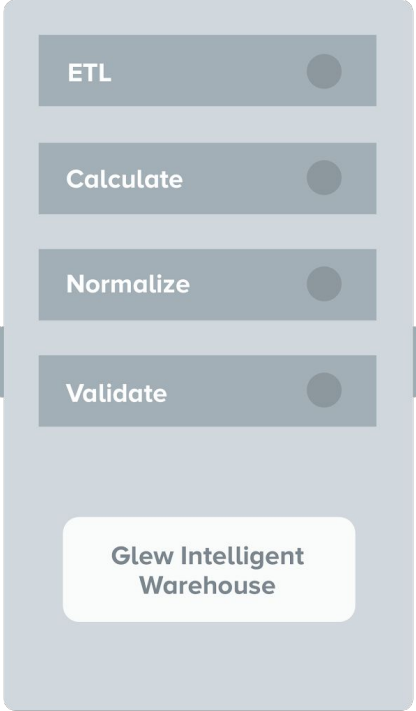 ETL
Calculate
Normalize
Validate
Glew Intelligent
Warehouse